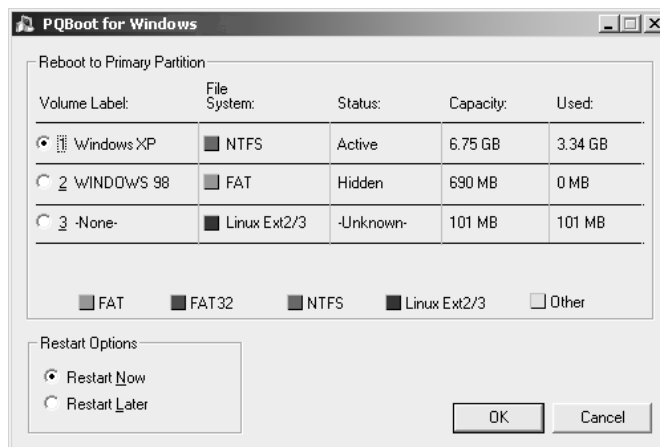 PQBoot for Windows
Reboot to Primary Partition
Volume Label: File System: Status: Capacity: Used:
1 Windows XP NTFS Active 6.75 GB 3.34 GB
2 WINDOWS 98 FAT Hidden 690 MB 0 MB
3 -None- Linux Ext2/3 -Unknown- 101 MB 101 MB
FAT FAT32 NTFS Linux Ext2/3 Other
Restart Options
Restart Now
Restart Later
OK Cancel